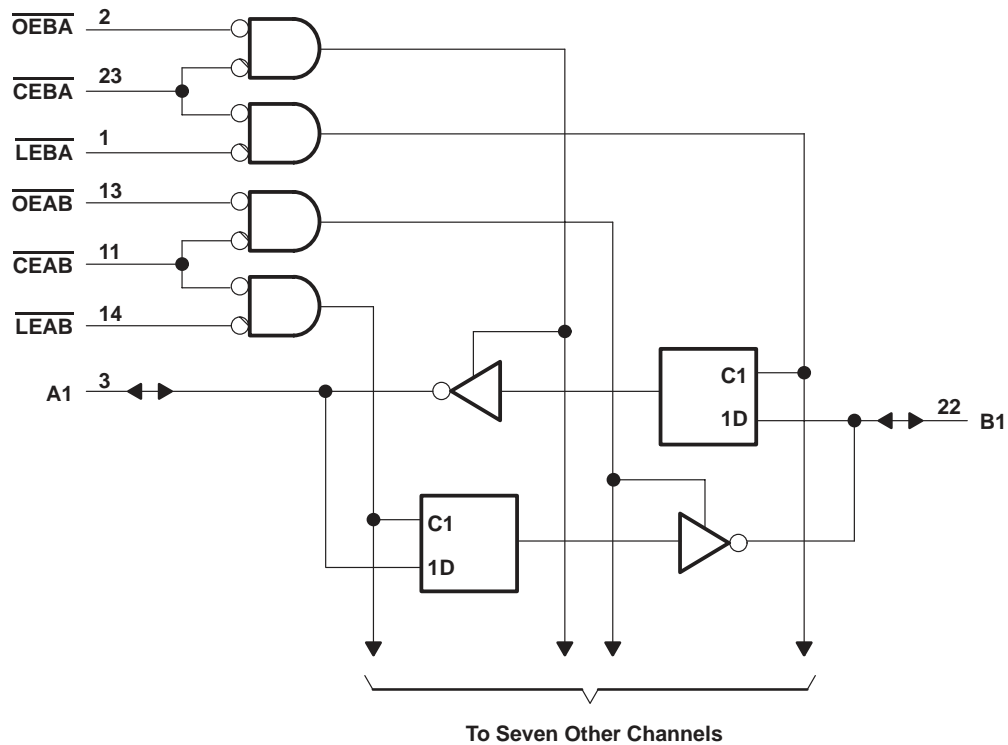 OEBA 2
CEBA 23
LEBA 1
OEAB 13
CEAB 11
LEAB 14
A1 3
C1
1D
22 B1
C1
1D
To Seven Other Channels